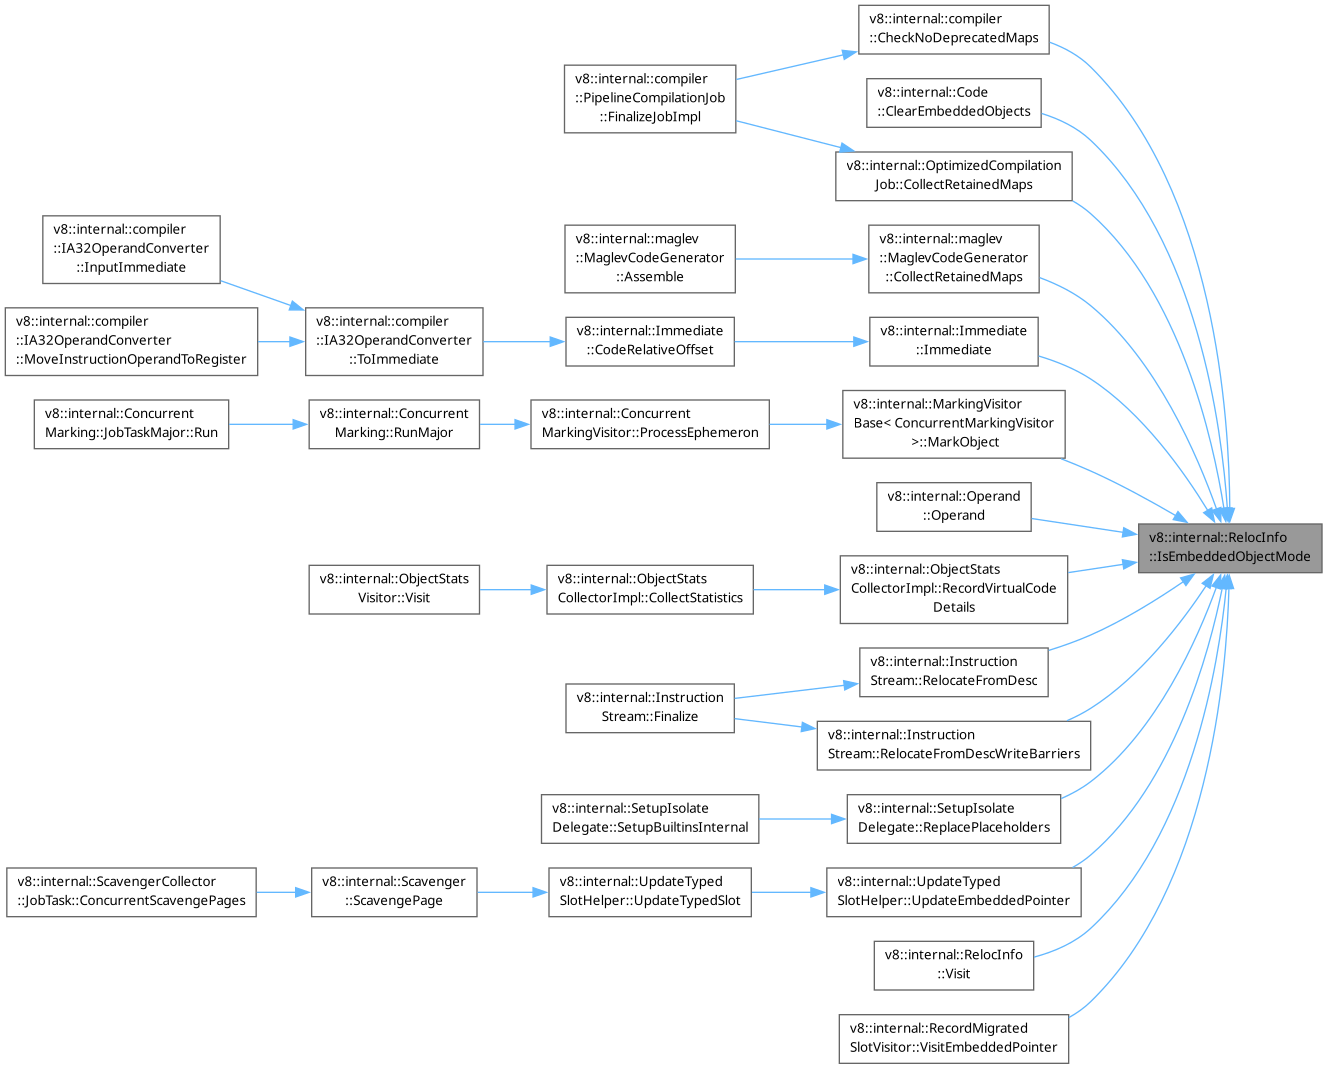 v8::internal::compiler
::CheckNoDeprecatedMaps
v8::internal::compiler
::PipelineCompilationJob
::FinalizeJobImpl
v8::internal::Code
::ClearEmbeddedObjects
v8::internal::OptimizedCompilation
Job::CollectRetainedMaps
v8::internal::compiler
::IA32OperandConverter
::InputImmediate
v8::internal::maglev
::MaglevCodeGenerator
::Assemble
v8::internal::maglev
::MaglevCodeGenerator
::CollectRetainedMaps
v8::internal::compiler
::IA32OperandConverter
::MoveInstructionOperandToRegister
v8::internal::compiler
::IA32OperandConverter
::ToImmediate
v8::internal::Immediate
::CodeRelativeOffset
v8::internal::Immediate
::Immediate
v8::internal::Concurrent
Marking::JobTaskMajor::Run
v8::internal::Concurrent
Marking::RunMajor
v8::internal::Concurrent
MarkingVisitor::ProcessEphemeron
v8::internal::MarkingVisitor
Base< ConcurrentMarkingVisitor
>::MarkObject
v8::internal::Operand
::Operand
v8::internal::RelocInfo
::IsEmbeddedObjectMode
v8::internal::ObjectStats
Visitor::Visit
v8::internal::ObjectStats
CollectorImpl::CollectStatistics
v8::internal::ObjectStats
CollectorImpl::RecordVirtualCode
Details
v8::internal::Instruction
Stream::RelocateFromDesc
v8::internal::Instruction
Stream::Finalize
v8::internal::Instruction
Stream::RelocateFromDescWriteBarriers
v8::internal::SetupIsolate
Delegate::SetupBuiltinsInternal
v8::internal::SetupIsolate
Delegate::ReplacePlaceholders
v8::internal::ScavengerCollector
::JobTask::ConcurrentScavengePages
v8::internal::Scavenger
::ScavengePage
v8::internal::UpdateTyped
SlotHelper::UpdateTypedSlot
v8::internal::UpdateTyped
SlotHelper::UpdateEmbeddedPointer
v8::internal::RelocInfo
::Visit
v8::internal::RecordMigrated
SlotVisitor::VisitEmbeddedPointer